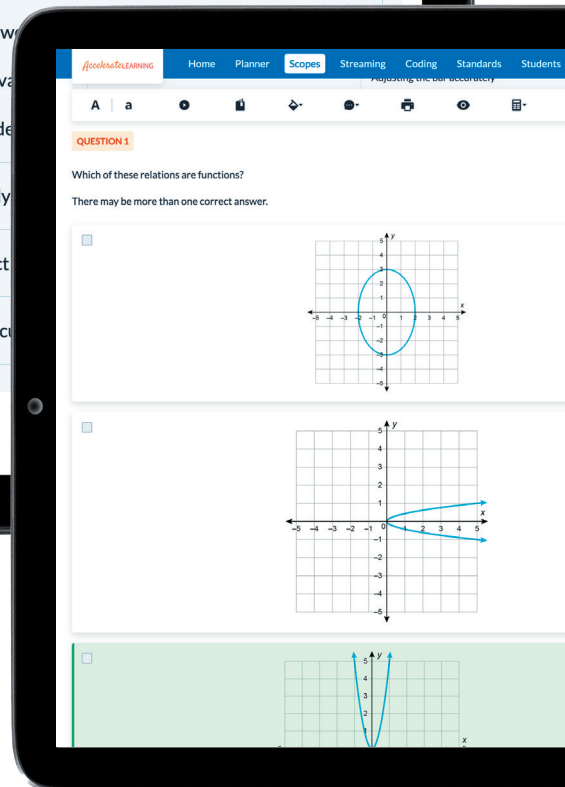 AccelerateLEARNING Home Planner Scopes Streaming Coding Standards Students
Adjusting the bar accurately
A a
QUESTION 1
Which of these relations are functions?
There may be more than one correct answer.
y
5
4
3
2
1
x
-5 -4 -3 -2 -1 0 1 2 3 4 5
-1
-2
-3
-4
-5
y
5
4
3
2
1
x
-5 -4 -3 -2 -1 0 1 2 3 4 5
-1
-2
-3
-4
-5
y
5
4
3
2
1
x